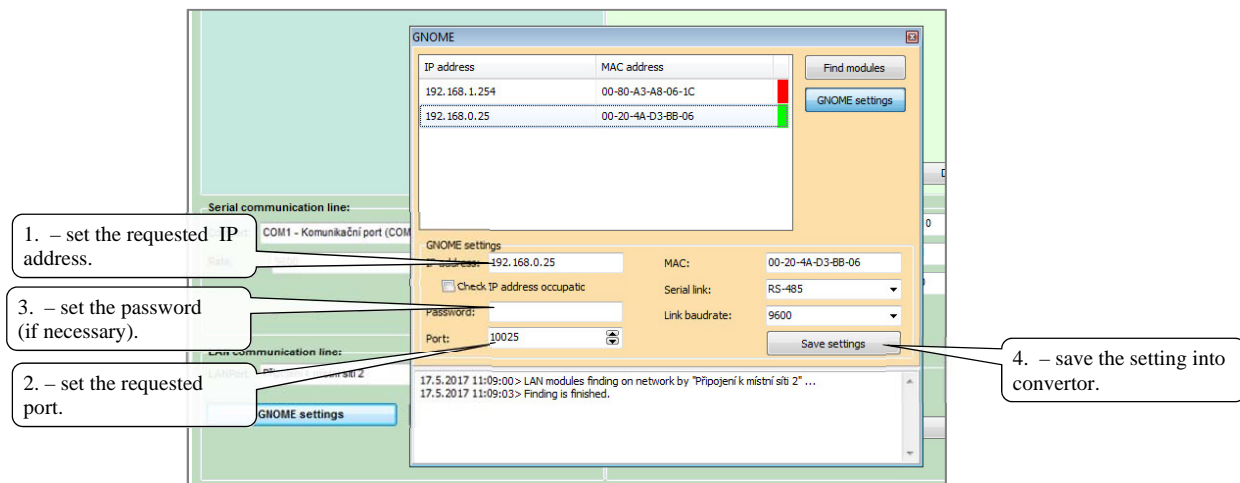 GNOME
IP address MAC address
192.168.1.254 00-80-A3-A8-06-1C
192.168.0.25 00-20-4A-D3-BB-06
Find modules
GNOME settings
Serial communication line:
COM1 - Komunikační port (COM
1. – set the requested IP
address.
3. – set the password
(if necessary).
2. – set the requested
port.
GNOME settings
IP address: 192.168.0.25 MAC: 00-20-4A-D3-BB-06
Check IP address occupatic Serial link: RS-485
Password: Link baudrate: 9600
Port: 10025 Save settings
4. – save the setting into
convertor.
LAN communication line:
17.5.2017 11:09:00> LAN modules finding on network by "Připojení k místní síti 2" ...
17.5.2017 11:09:03> Finding is finished.
GNOME settings